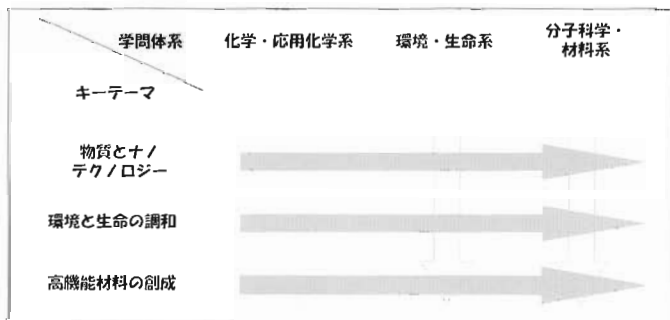 学問体系
化学・応用化学系
環境・生命系
分子科学・
材料系
キーテーマ
物質とナノ
テクノロジー
環境と生命の調和
高機能材料の創成